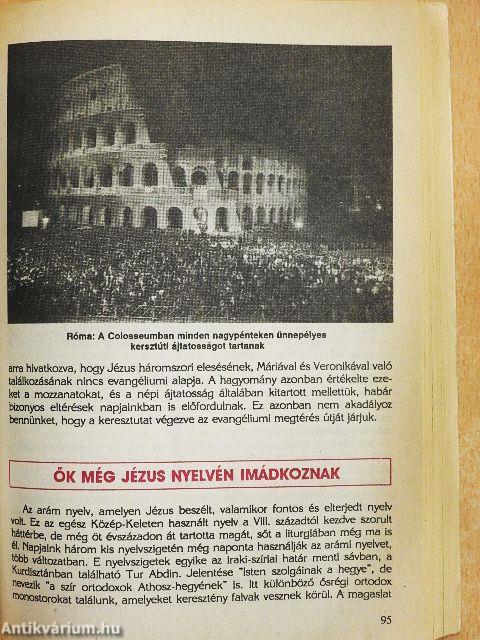 Róma: A Colosseumban minden nagypénteken ünnepélyes
keresztúti ájtatosságot tartanak
arra hivatkozva, hogy Jézus háromszori elesésének, Máriával és Veronikával való
találkozásának nincs evangéliumi alapja. A hagyomány azonban értékelte eze-
ket a mozzanatokat, és a népi ájtatosság általában kitartott mellettük, habár
bizonyos eltérések napjainkban is előfordulnak. Ez azonban nem akadályoz
bennünket, hogy a keresztutat végezve az evangéliumi megtérés útját járjuk.
ŐK MÉG JÉZUS NYELVÉN IMÁDKOZNAK
Az arám nyelv, amelyen Jézus beszélt, valamikor fontos és elterjedt nyelv
volt. Ez az egész Közép-Keleten használt nyelv a VIII. századtól kezdve szorult
háttérbe, de még öt évszázadon át tartotta magát, sőt a liturgiában még ma is
él. Napjaink három kis nyelvszigetén még naponta használják az arámi nyelvet,
több változatban. E nyelvszigetek egyike az iraki-szíriai határ menti sávban, a
Kurdisztánban található Tur Abdin. Jelentése "Isten szolgáinak a hegye", de
nevezik "a szír ortodoxok Athosz-hegyének" is. Itt különböző ősrégi ortodox
monostorokat találunk, amelyeket keresztény falvak vesznek körül. A magaslat
95
Antikvárium.hu